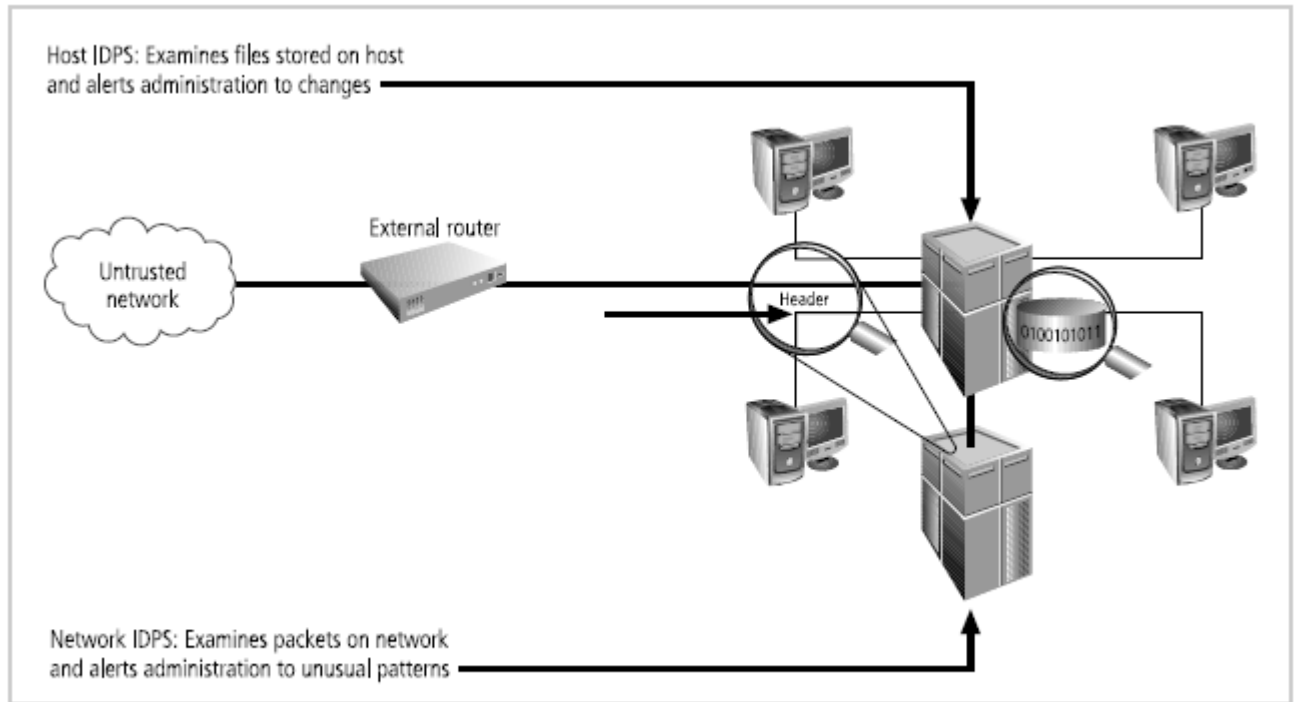 Host IDPS: Examines files stored on host
and alerts administration to changes
External router
Untrusted
network
Header
0100101011
Network IDPS: Examines packets on network
and alerts administration to unusual patterns